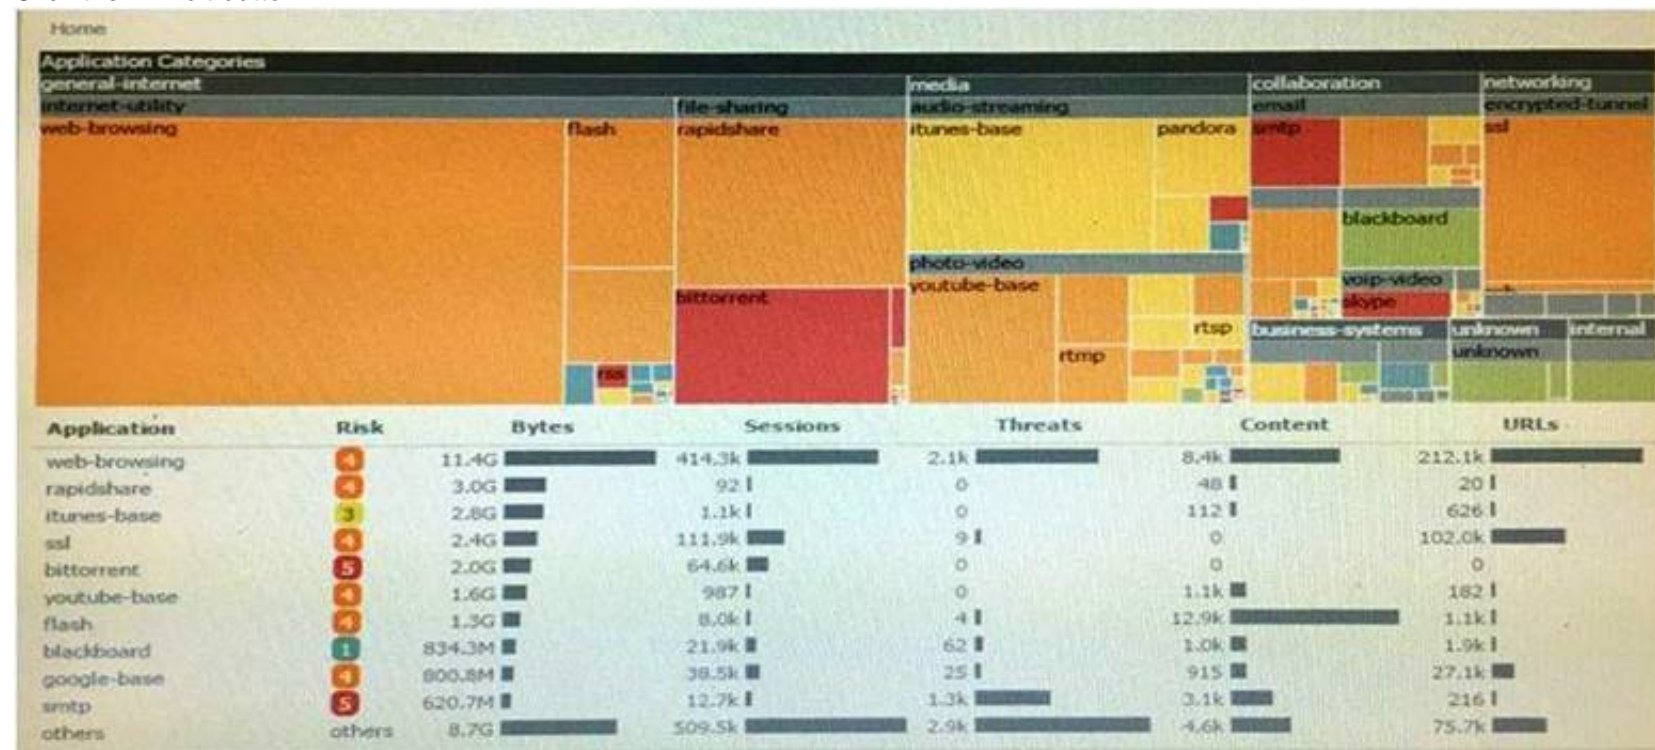 Home
Application Categories
general-internet media collaboration networking
internet-utility file-sharing audio-streaming email encrypted-tunnel
web-browsing flash rapidshare itunes-base pandora smtp ssl
blackboard
photo-video
voip-video
youtube-base
bittorrent skype
rtsp business-systems unknown internal
rtmp unknown
rss
Application Risk Bytes Sessions Threats Content URLs
web-browsing 4 11.4G 414.3k 2.1k 8.4k 212.1k
rapidshare 4 3.0G 92 0 48 20
itunes-base 3 2.8G 1.1k 0 112 626
ssl 4 2.4G 111.9k 9 0 102.0k
bittorrent 5 2.0G 64.6k 0 0 0
youtube-base 4 1.6G 987 0 1.1k 182
flash 4 1.3G 8.0k 4 12.9k 1.1k
blackboard 1 834.3M 21.9k 62 1.0k 1.9k
google-base 4 800.8M 38.5k 25 915 27.1k
smtp 5 620.7M 12.7k 1.3k 3.1k 216
others others 8.7G 509.5k 2.9k 4.6k 75.7k